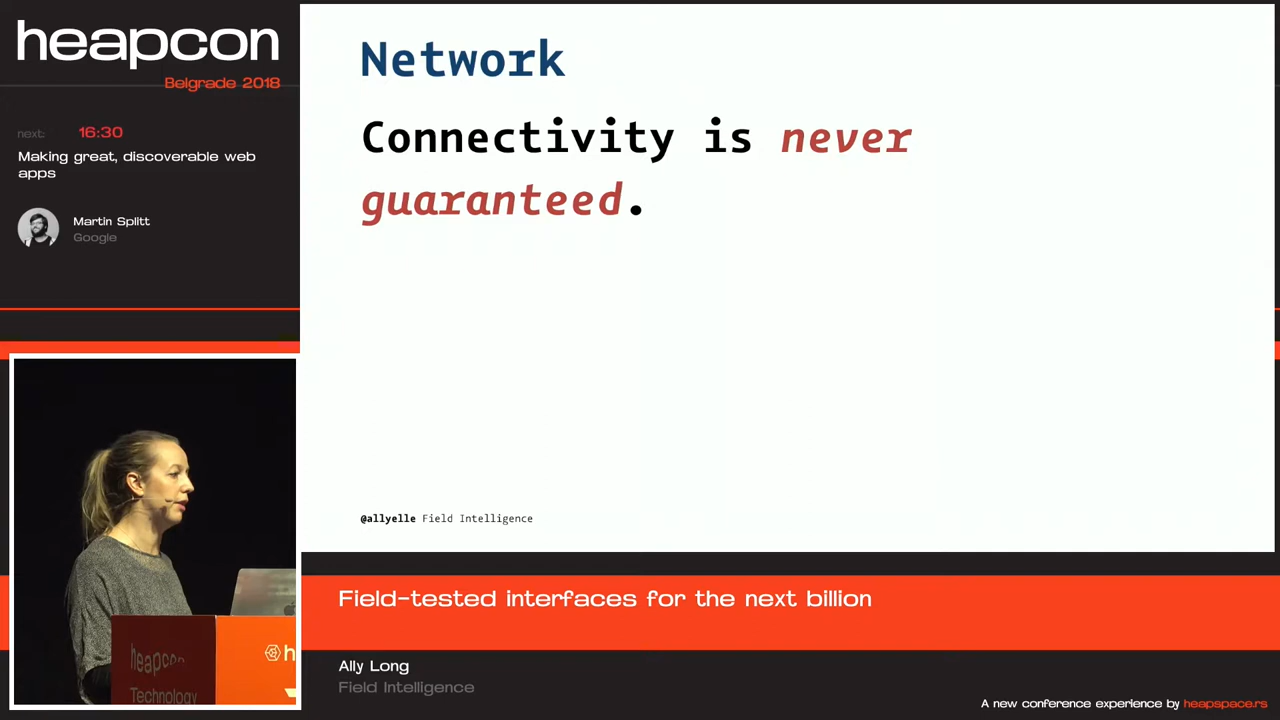 heapcon
Belgrade 2018
next: 16:30
Making great, discoverable web
apps
Martin Splitt
Google
Network
Connectivity is never
guaranteed.
@allyelle Field Intelligence
heapcon
Technology
h
Field-tested interfaces for the next billion
Ally Long
Field Intelligence
A new conference experience by heapspace.rs